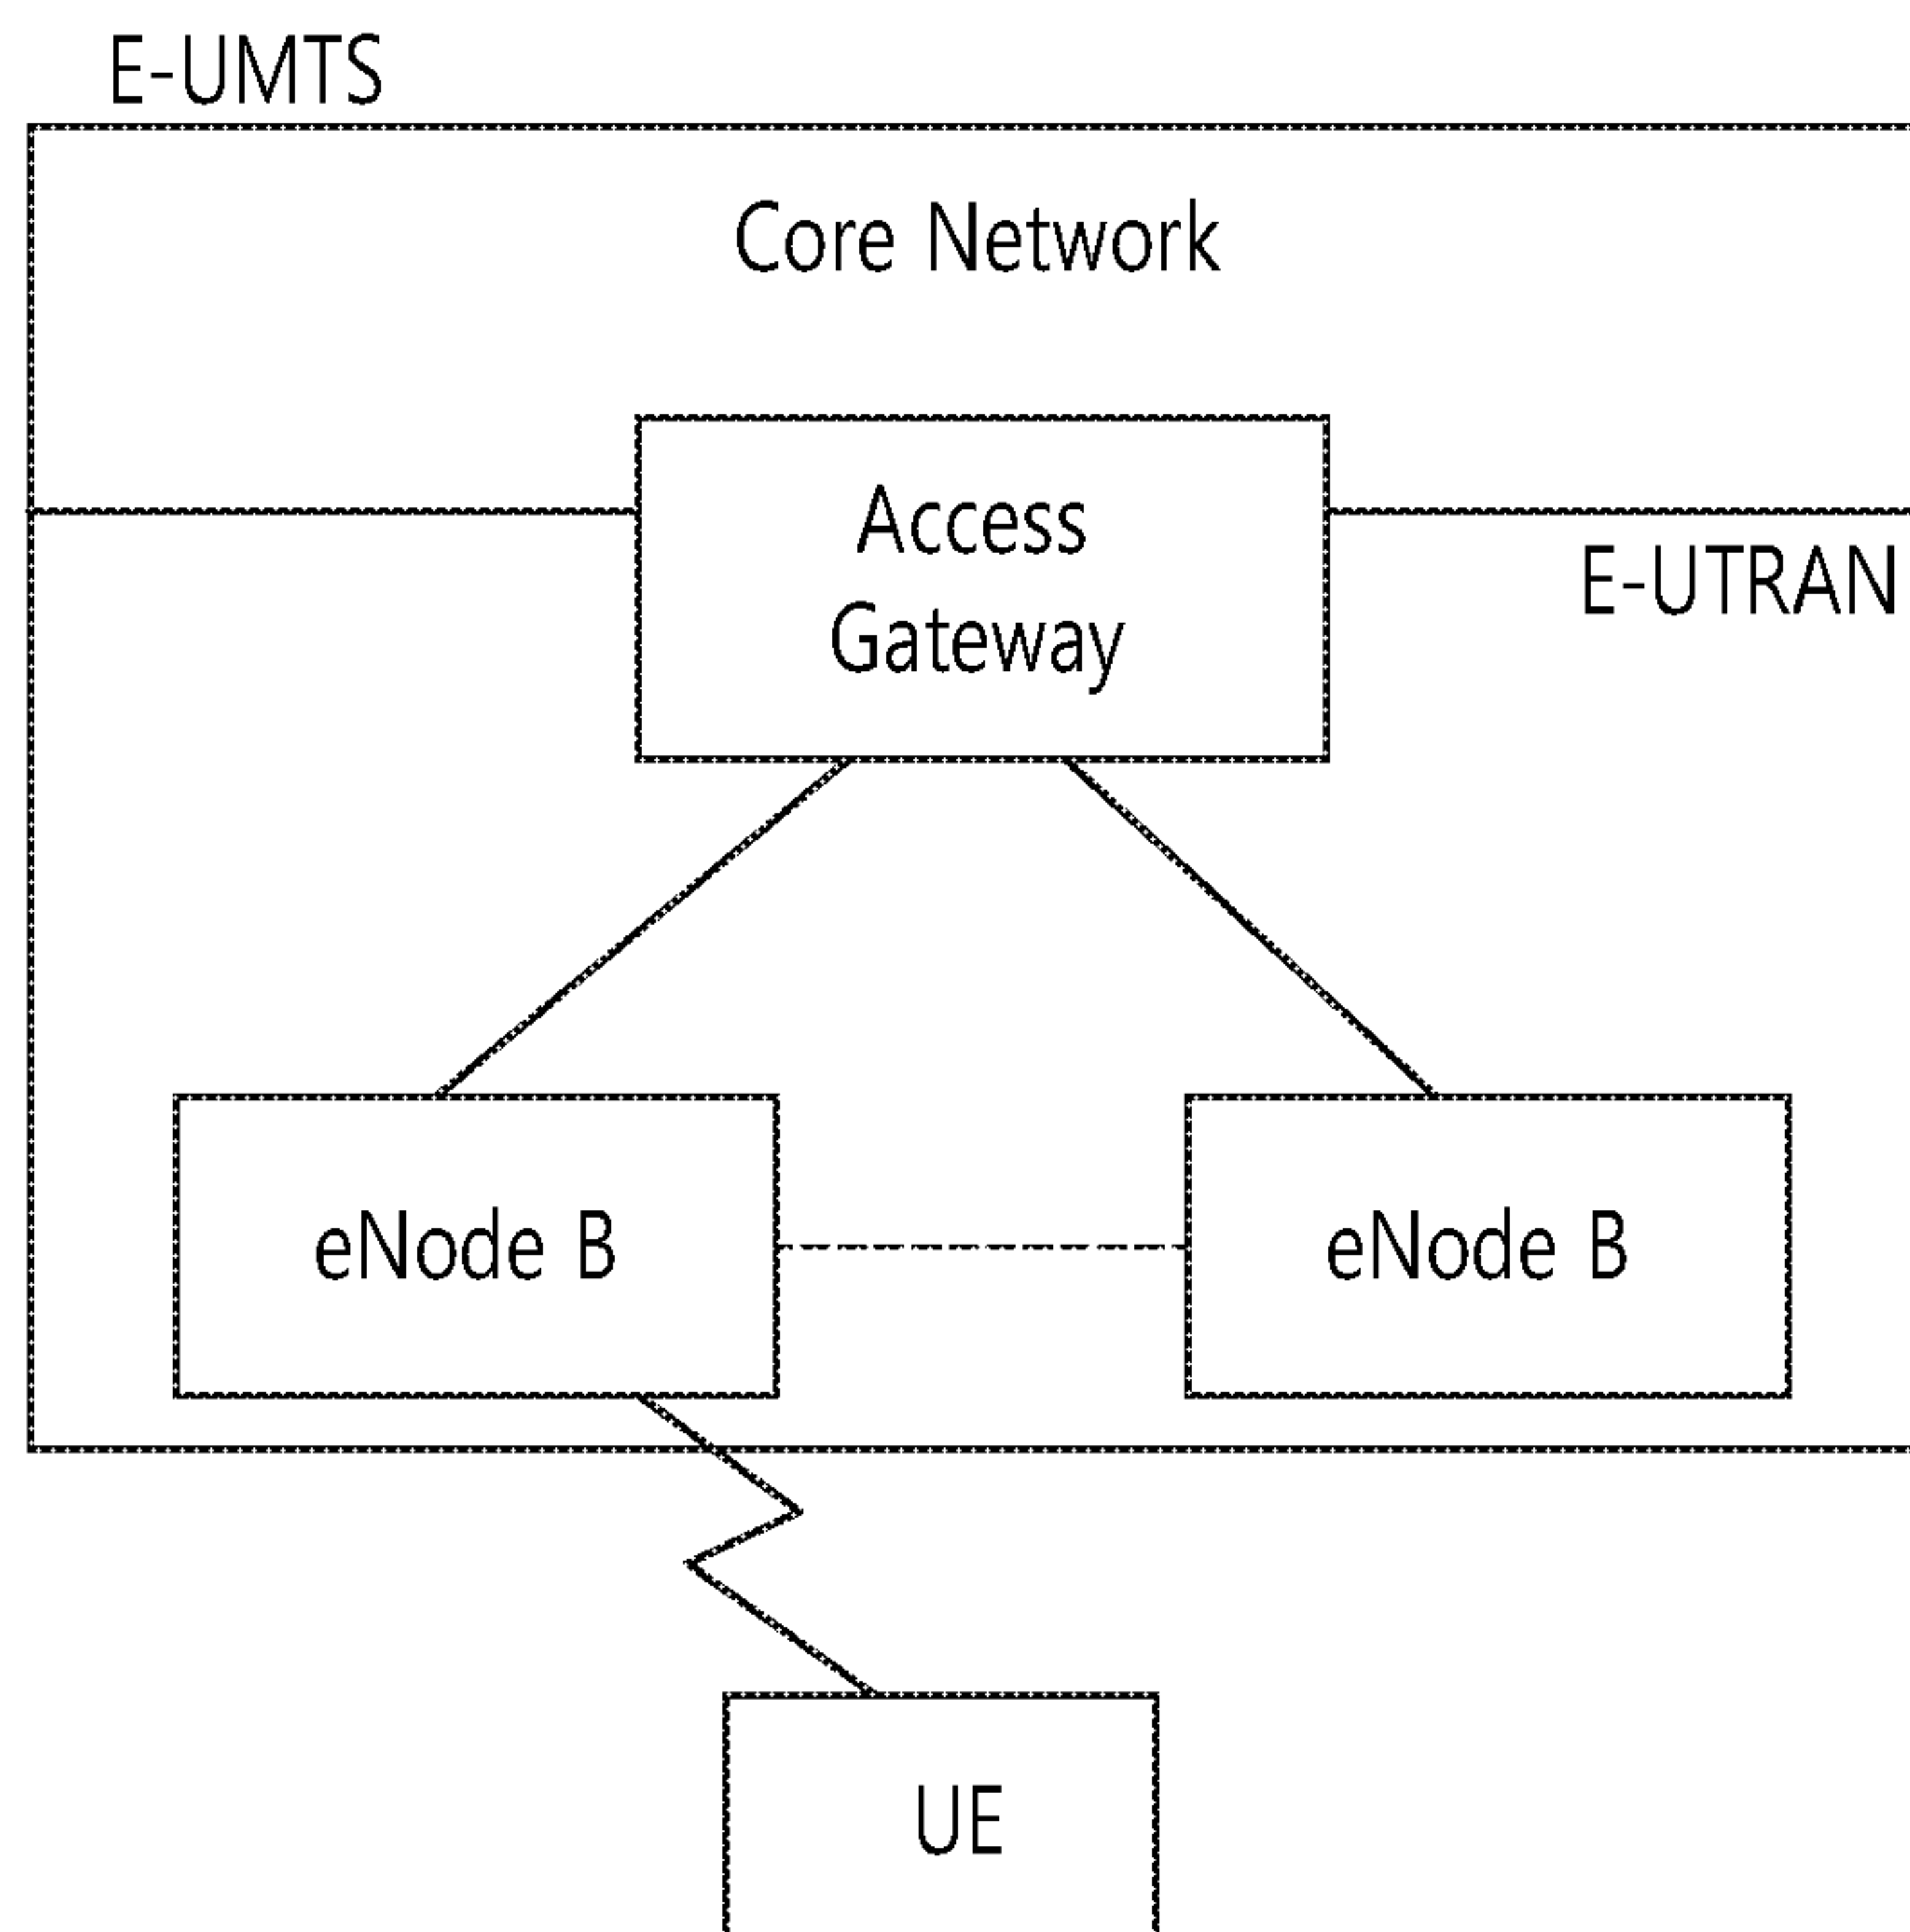 E-UMTS
Core Network
Access
Gateway
E-UTRAN
eNode B
eNode B
UE